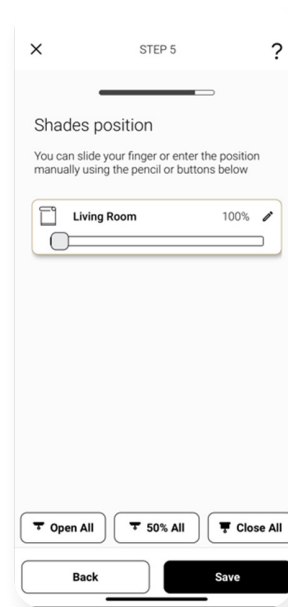 STEP 5
?
Shades position
You can slide your finger or enter the position
manually using the pencil or buttons below
Living Room 100%
Open All 50% All Close All
Back Save